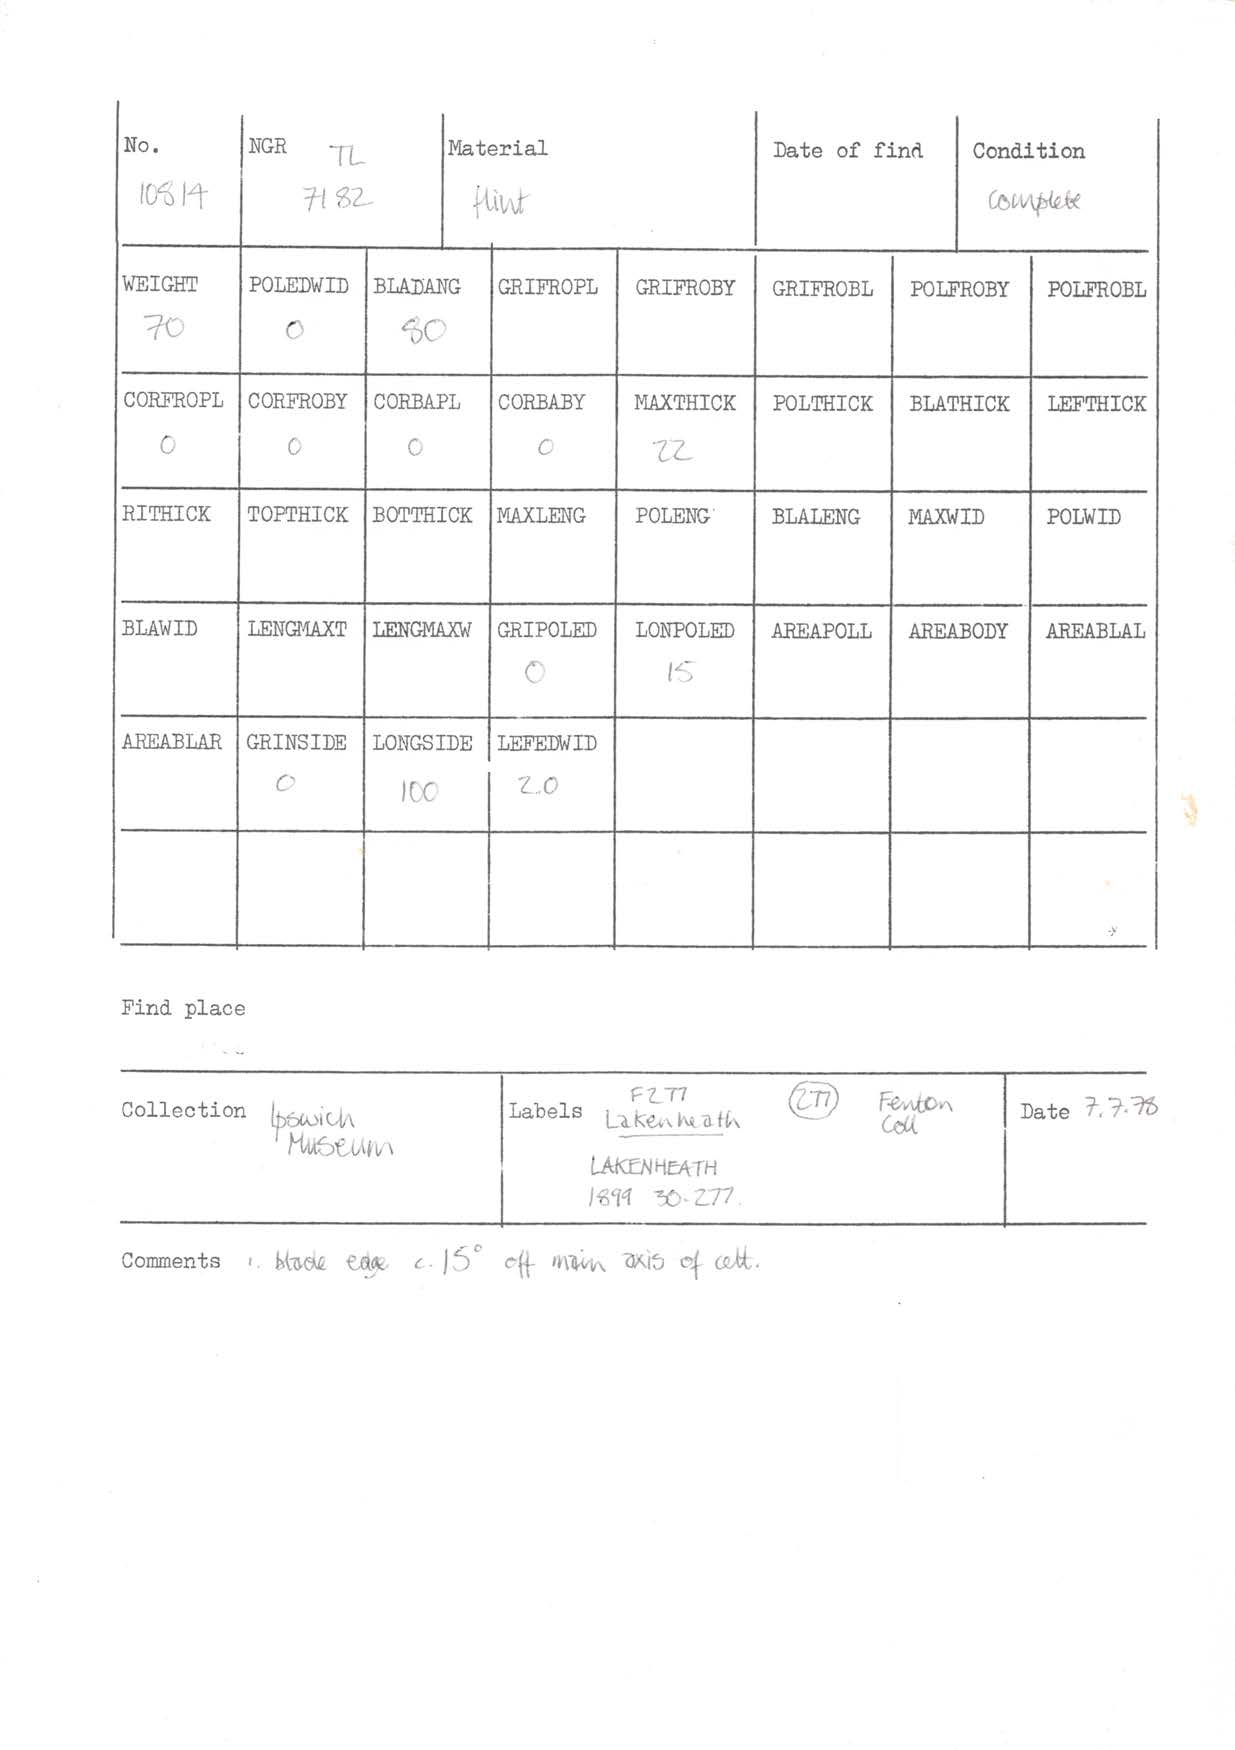 No. NGR TL Material Date of find Condition
10814 7182 flint complete
WEIGHT POLEDWID BLADANG GRIFROPL GRIFROBY GRIFROBL POLFROBY POLFROBL
70 0 80
CORFROPL CORFROBY CORBAPL CORBABY MAXTHICK POLTHICK BLATHICK LEFTHICK
0 0 0 0 22
RITHICK TOPTHICK BOTTHICK MAXLENG POLENG BLALENG MAXWID POLWID
BLAWID LENGMAXT LENGMAXW GRIPOLED LONPOLED AREAPOLL AREABODY AREABLAL
0 15
AREABLAR GRINSIDE LONGSIDE LEFEDWID
0 100 2.0
Find place
Collection Ipswich
Museum
Labels F277
Lakenheath
277 Fenton
Coll
LAKENHEATH
1899 30-277.
Date 7.7.78
Comments 1. blade edge c.15° off main axis of celt.